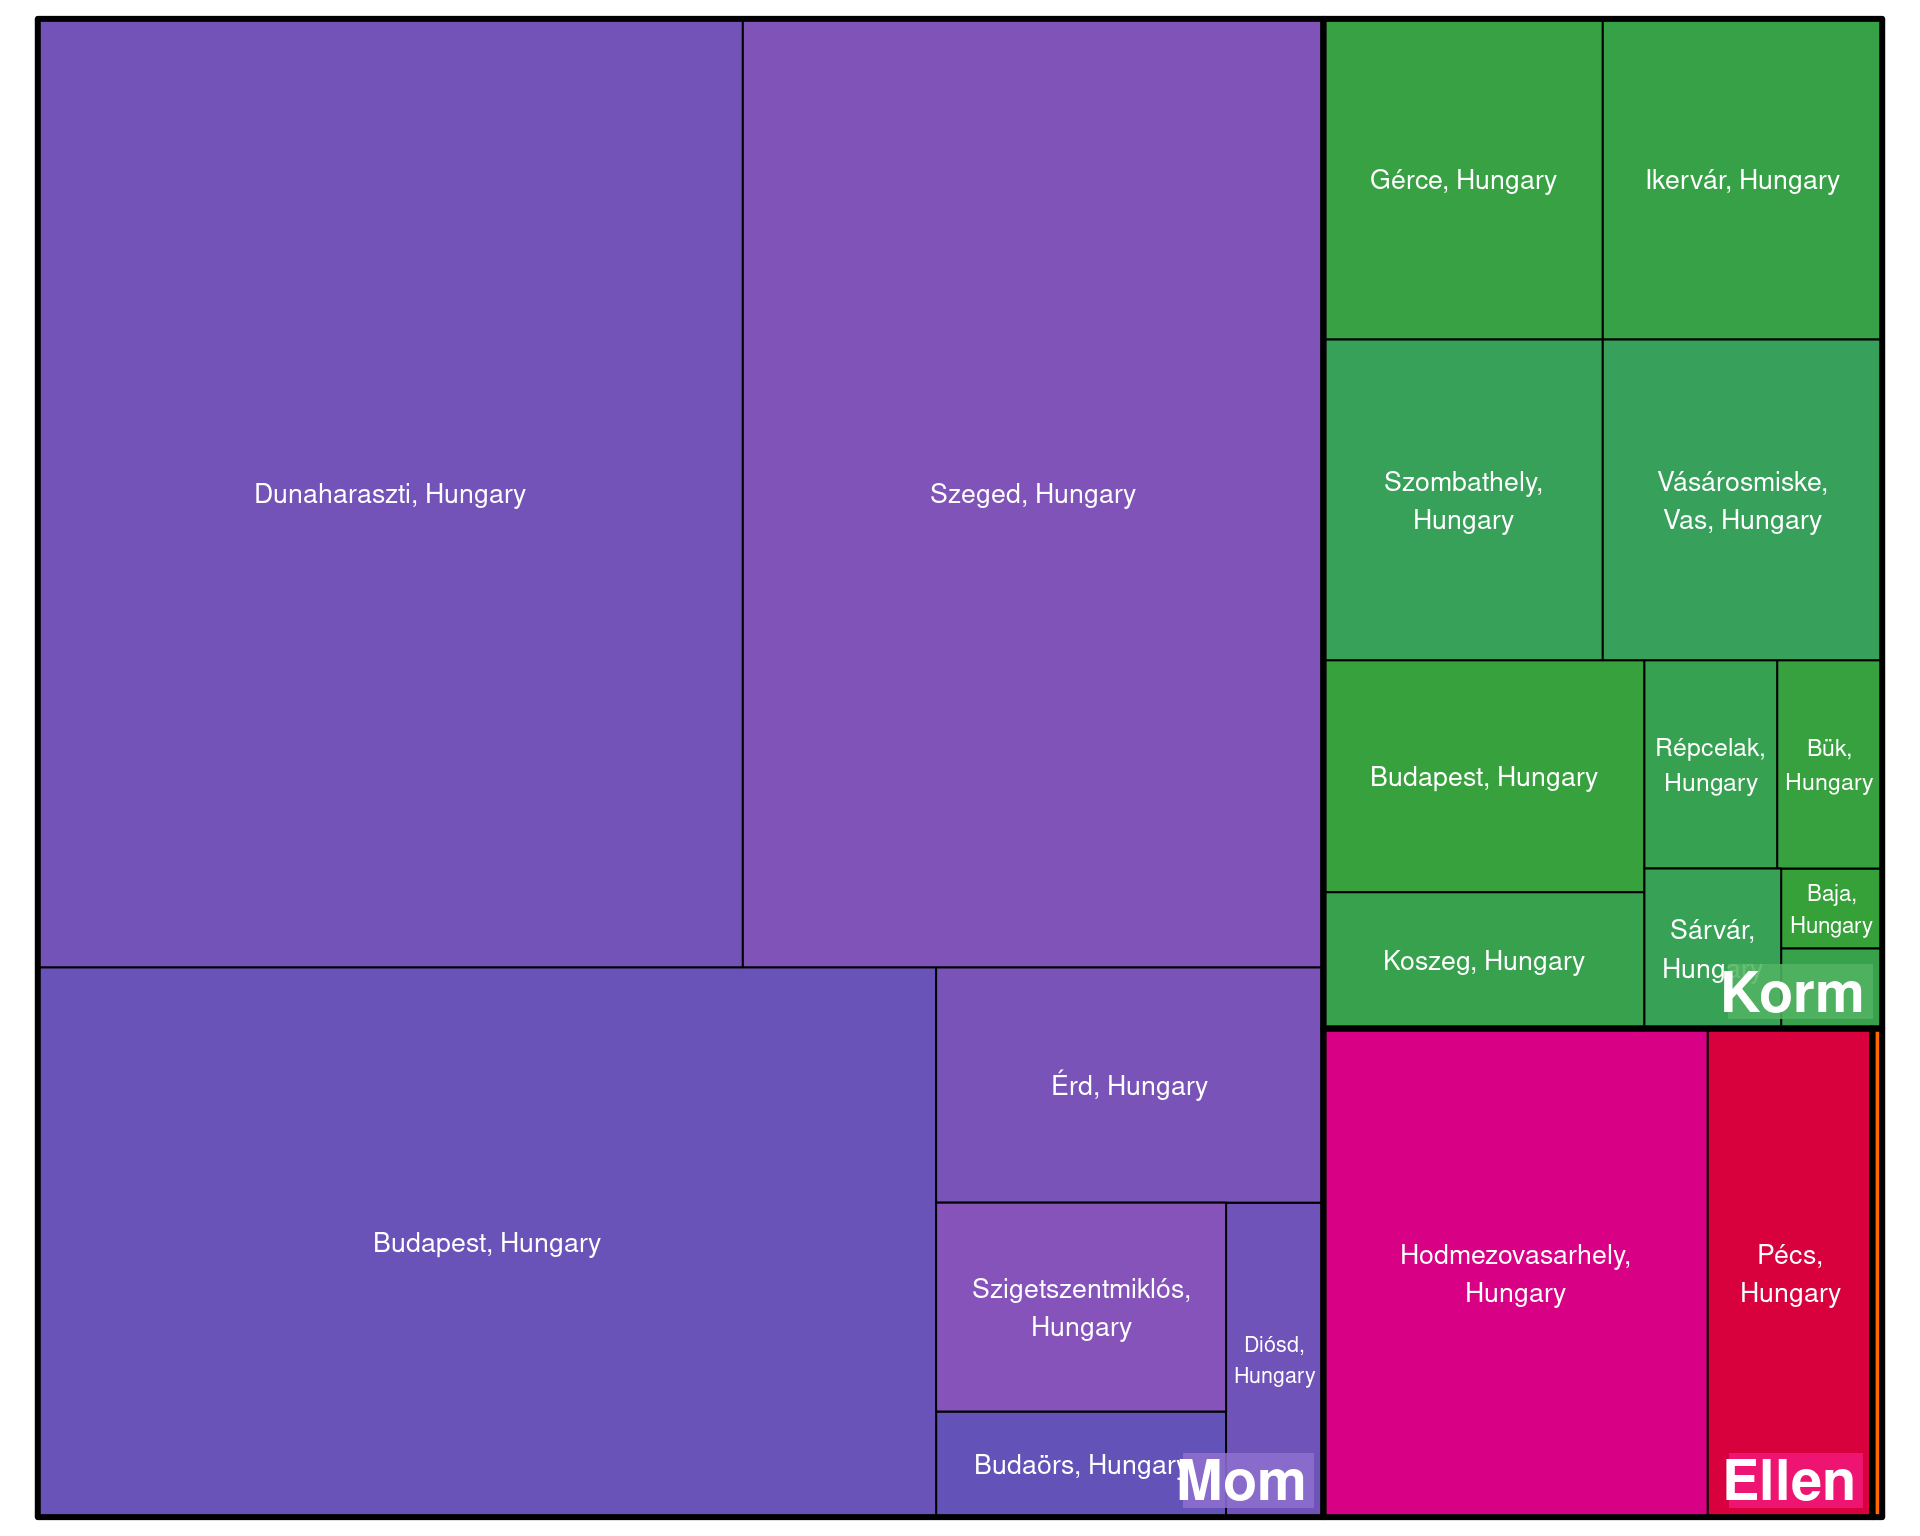 Dunaharaszti, Hungary
Szeged, Hungary
Budapest, Hungary
Érd, Hungary
Szigetszentmiklós,
Hungary
Diósd,
Hungary
Budaörs, Hungary
Mom
Gérce, Hungary
Ikervár, Hungary
Szombathely,
Hungary
Vásárosmiske,
Vas, Hungary
Budapest, Hungary
Répcelak,
Hungary
Bük,
Hungary
Koszeg, Hungary
Sárvár,
Hungary
Baja,
Hungary
Korm
Hodmezovasarhely,
Hungary
Pécs,
Hungary
Ellen